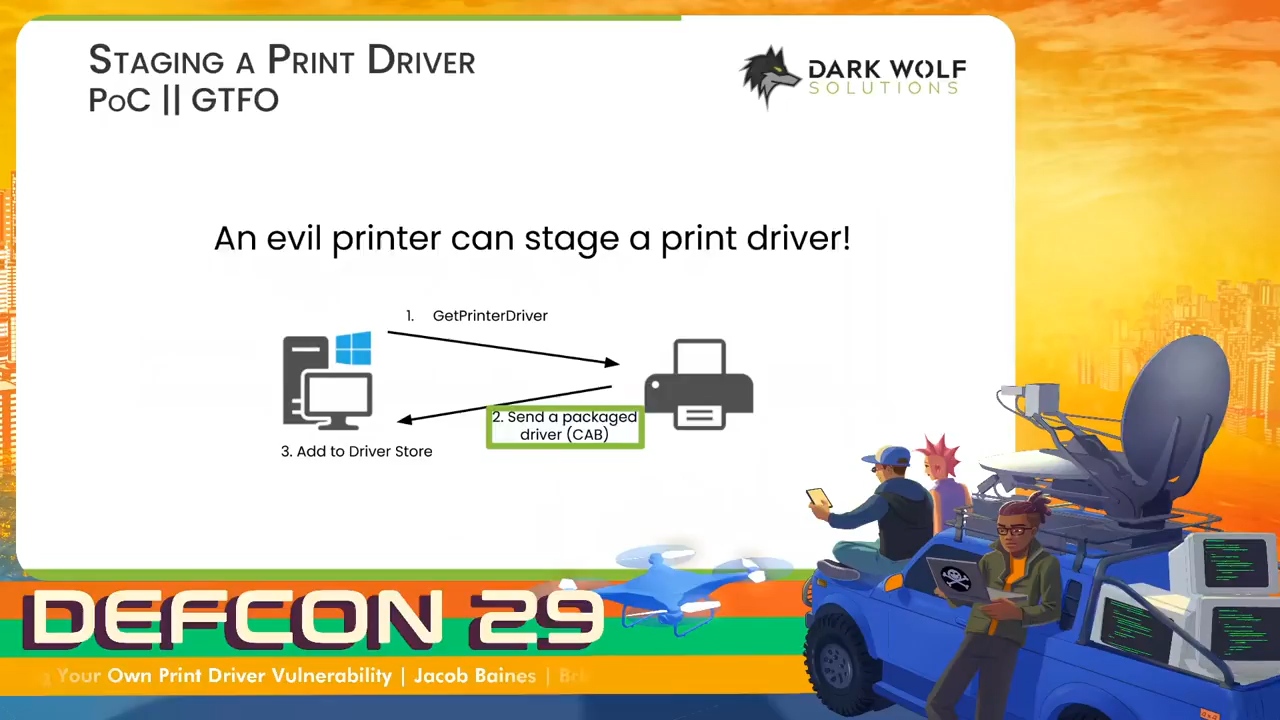 STAGING A PRINT DRIVER
POC || GTFO
DARK WOLF
SOLUTIONS
An evil printer can stage a print driver!
1. GetPrinterDriver
2. Send a packaged
driver (CAB)
3. Add to Driver Store
DEFCON 29
Your Own Print Driver Vulnerability | Jacob Baines |